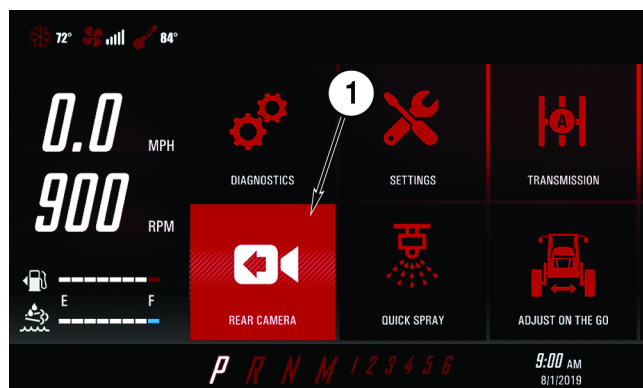 72° 84°
1
0.0 MPH
900 RPM
E F
DIAGNOSTICS SETTINGS TRANSMISSION
A
REAR CAMERA QUICK SPRAY ADJUST ON THE GO
P R N M 1 2 3 4 5 6
9:00 AM
8/1/2019